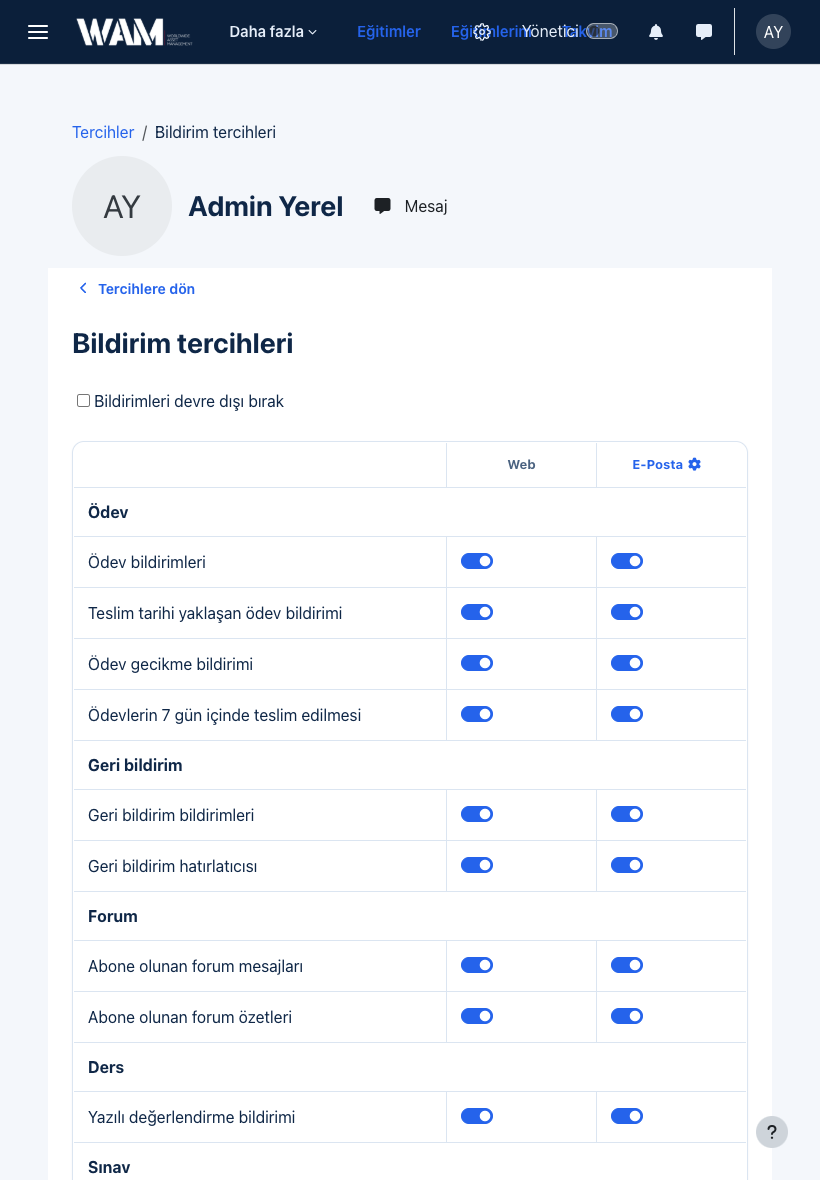 WAM WORLDWIDE ASSET MANAGEMENT
Daha fazla
Eğitimler
Yönetici
AY
Tercihler / Bildirim tercihleri
AY
Admin Yerel
Mesaj
Tercihlere dön
Bildirim tercihleri
Bildirimleri devre dışı bırak
Web
E-Posta
Ödev
Ödev bildirimleri
Teslim tarihi yaklaşan ödev bildirimi
Ödev gecikme bildirimi
Ödevlerin 7 gün içinde teslim edilmesi
Geri bildirim
Geri bildirim bildirimleri
Geri bildirim hatırlatıcısı
Forum
Abone olunan forum mesajları
Abone olunan forum özetleri
Ders
Yazılı değerlendirme bildirimi
?
Sınav